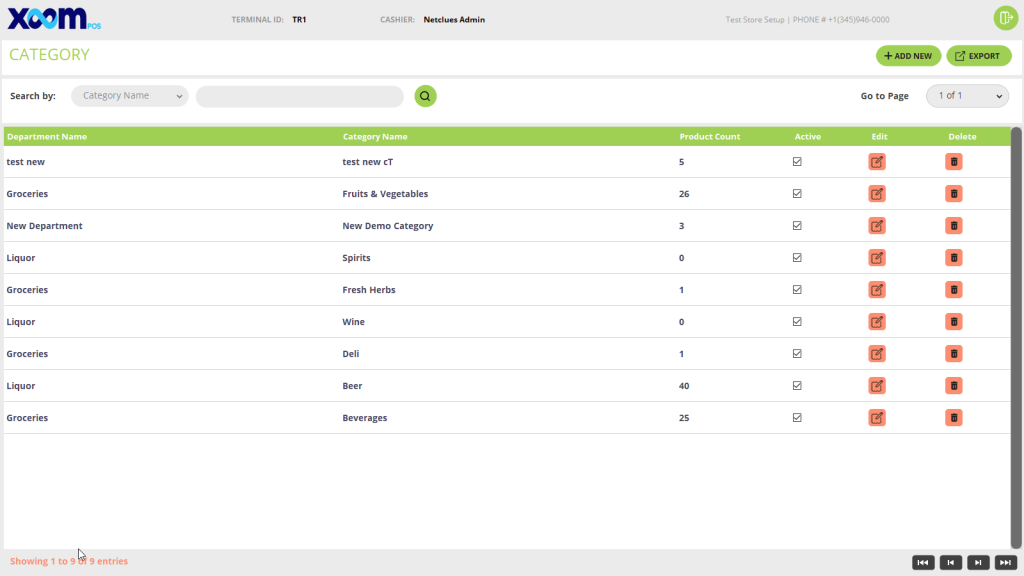 XOOM POS TERMINAL ID: TR1 CASHIER: Netclues Admin Test Store Setup | PHONE # +1(345)946-0000
CATEGORY + ADD NEW EXPORT
Search by: Category Name Go to Page 1 of 1
Department Name Category Name Product Count Active Edit Delete
test new test new cT 5
Groceries Fruits & Vegetables 26
New Department New Demo Category 3
Liquor Spirits 0
Groceries Fresh Herbs 1
Liquor Wine 0
Groceries Deli 1
Liquor Beer 40
Groceries Beverages 25
Showing 1 to 9 of 9 entries